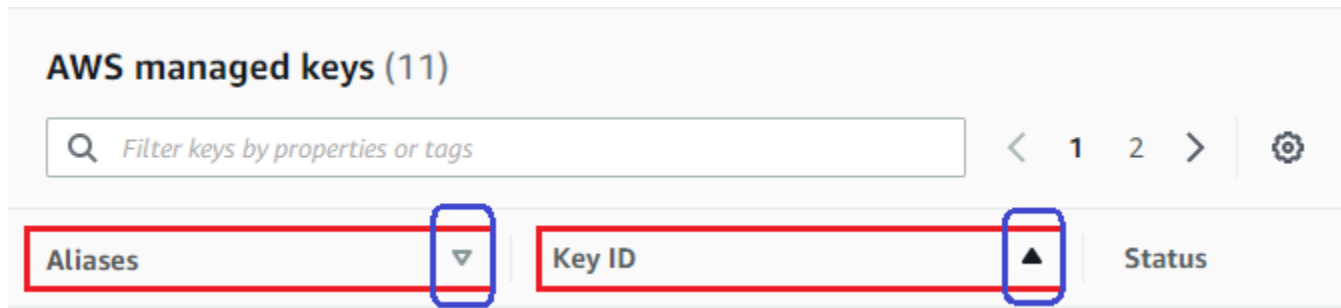 AWS managed keys (11)
Filter keys by properties or tags
1 2
Aliases Key ID Status